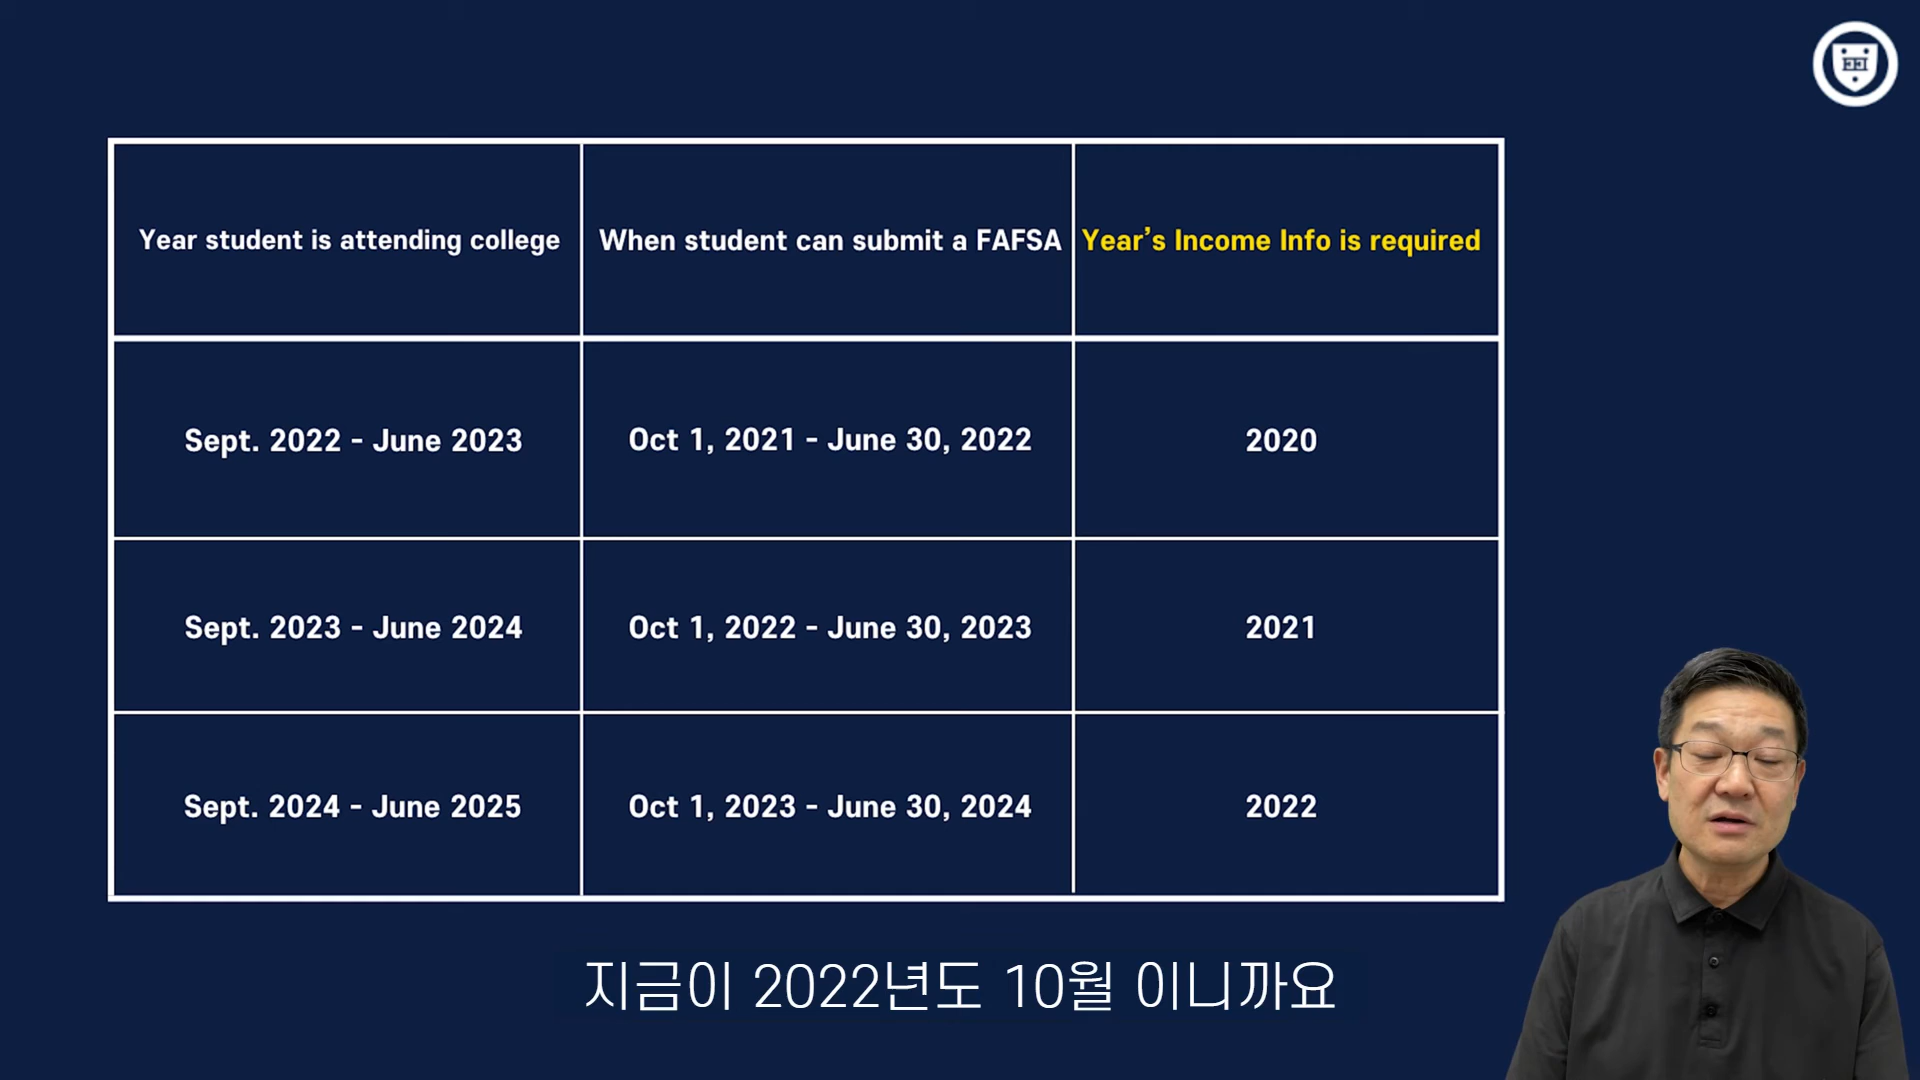 EEI
Year student is attending college
When student can submit a FAFSA
Year's Income Info is required
Sept. 2022 - June 2023
Oct 1, 2021 - June 30, 2022
2020
Sept. 2023 - June 2024
Oct 1, 2022 - June 30, 2023
2021
Sept. 2024 - June 2025
Oct 1, 2023 - June 30, 2024
2022
지금이 2022년도 10월 이니까요